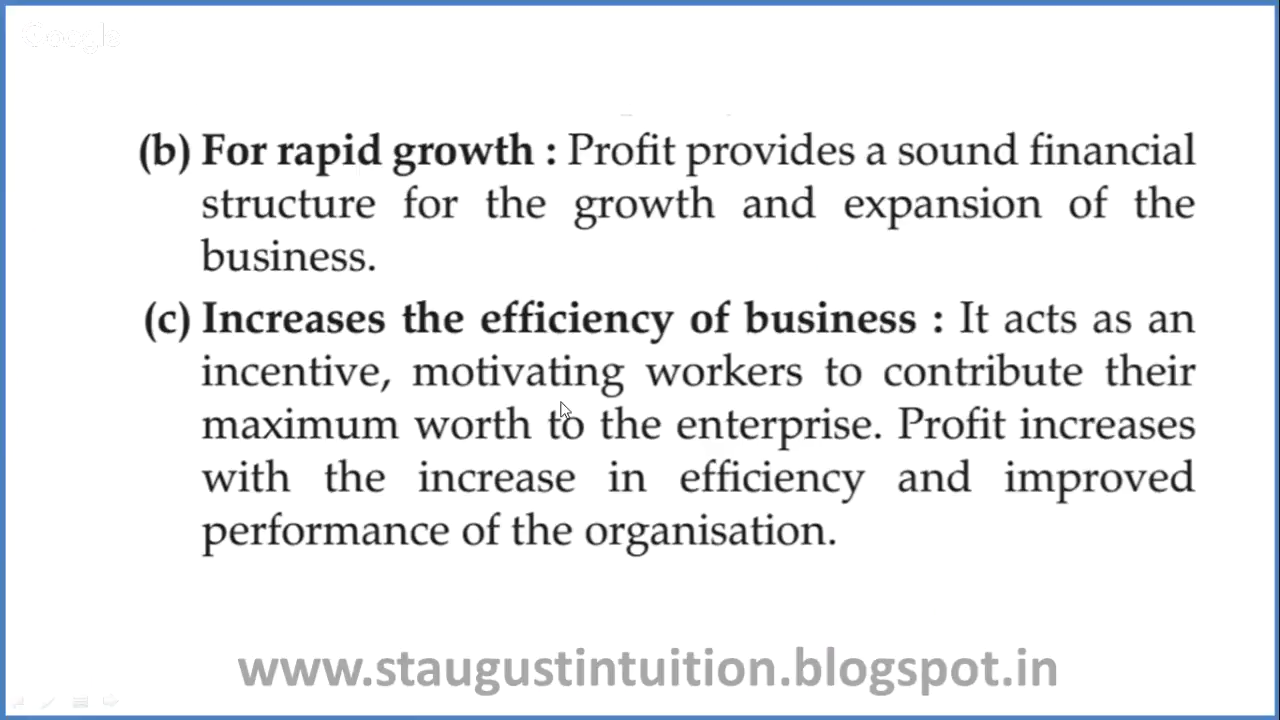 Google
(b) For rapid growth : Profit provides a sound financial
structure for the growth and expansion of the
business.
(c) Increases the efficiency of business : It acts as an
incentive, motivating workers to contribute their
maximum worth to the enterprise. Profit increases
with the increase in efficiency and improved
performance of the organisation.
www.staugustintuition.blogspot.in